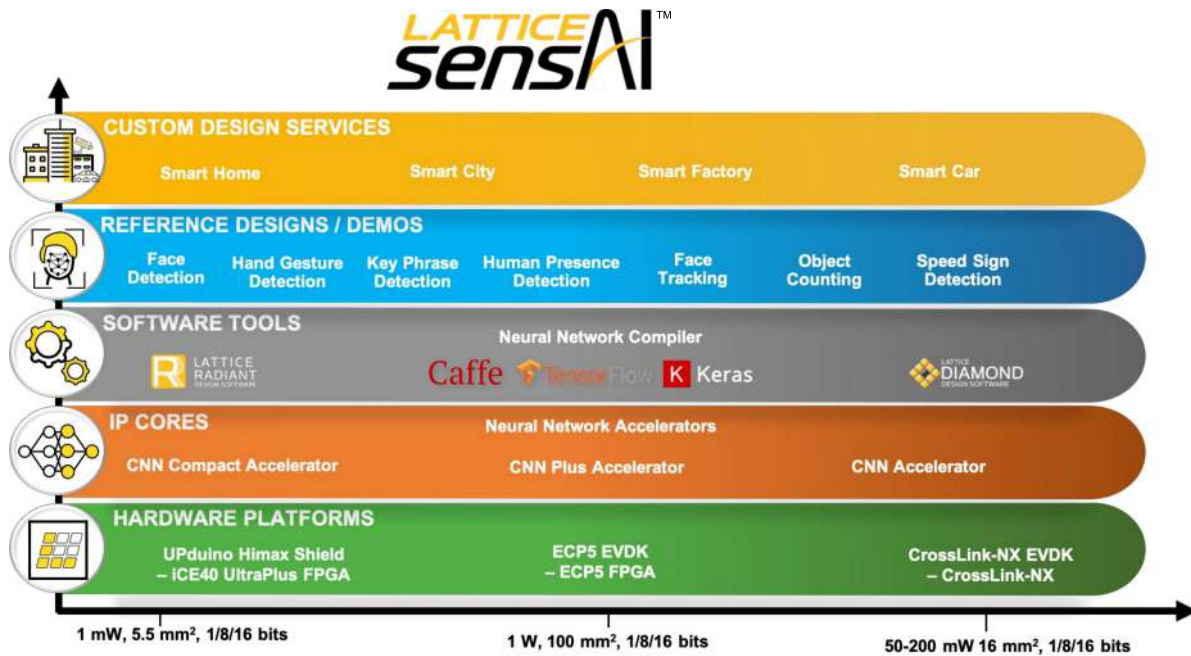 LATTICE
sensAI™
CUSTOM DESIGN SERVICES
Smart Home
Smart City
Smart Factory
Smart Car
REFERENCE DESIGNS / DEMOS
Face
Detection
Hand Gesture
Detection
Key Phrase
Detection
Human Presence
Detection
Face
Tracking
Object
Counting
Speed Sign
Detection
SOFTWARE TOOLS
Neural Network Compiler
LATTICE
RADIANT
DESIGN SOFTWARE
Caffe
TensorFlow
K Keras
LATTICE
DIAMOND
DESIGN SOFTWARE
IP CORES
Neural Network Accelerators
CNN Compact Accelerator
CNN Plus Accelerator
CNN Accelerator
HARDWARE PLATFORMS
UPduino Himax Shield
– iCE40 UltraPlus FPGA
ECP5 EVDK
– ECP5 FPGA
CrossLink-NX EVDK
– CrossLink-NX
1 mW, 5.5 mm², 1/8/16 bits
1 W, 100 mm², 1/8/16 bits
50-200 mW 16 mm², 1/8/16 bits